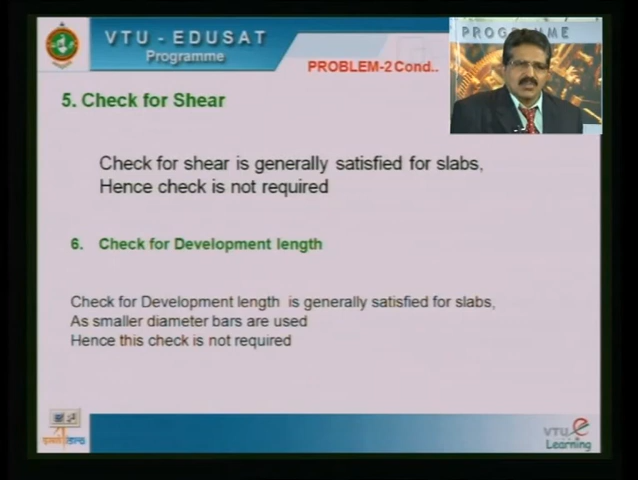 VTU - EDUSAT
Programme
PROGRAMME
PROBLEM-2 Cond..
5. Check for Shear
Check for shear is generally satisfied for slabs,
Hence check is not required
6. Check for Development length
Check for Development length is generally satisfied for slabs,
As smaller diameter bars are used
Hence this check is not required
VTU e
Learning